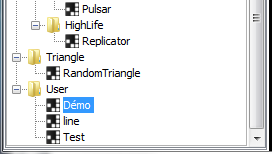 Pulsar
HighLife
Replicator
Triangle
RandomTriangle
User
Démo
line
Test